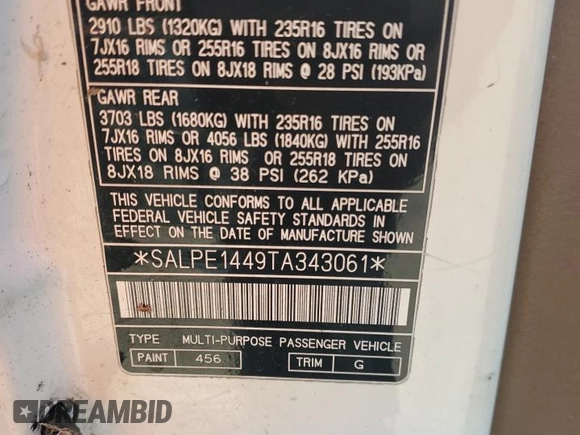 GAWR FRONT
2910 LBS (1320KG) WITH 235R16 TIRES ON
7JX16 RIMS OR 255R16 TIRES ON 8JX16 RIMS OR
255R18 TIRES ON 8JX18 RIMS @ 28 PSI (193KPa)
GAWR REAR
3703 LBS (1680KG) WITH 235R16 TIRES ON
7JX16 RIMS OR 4056 LBS (1840KG) WITH 255R16
TIRES ON 8JX16 RIMS OR 255R18 TIRES ON
8JX18 RIMS @ 38 PSI (262 KPa)
THIS VEHICLE CONFORMS TO ALL APPLICABLE
FEDERAL VEHICLE SAFETY STANDARDS IN
EFFECT ON THE DATE OF MANUFACTURE SHOWN
*SALPE1449TA343061*
TYPE MULTI-PURPOSE PASSENGER VEHICLE
PAINT 456 TRIM G
DREAMBID